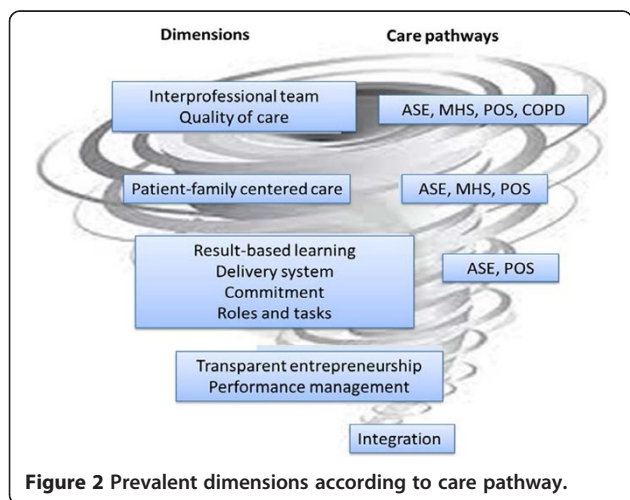 Dimensions Care pathways
Interprofessional team
Quality of care
ASE, MHS, POS, COPD
Patient-family centered care
ASE, MHS, POS
Result-based learning
Delivery system
Commitment
Roles and tasks
ASE, POS
Transparent entrepreneurship
Performance management
Integration
Figure 2 Prevalent dimensions according to care pathway.